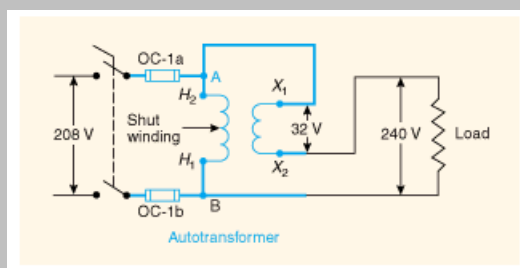 OC-1a
A
X1
H2
Shut
winding
208 V
32 V
240 V
Load
H1
X2
B
OC-1b
Autotransformer